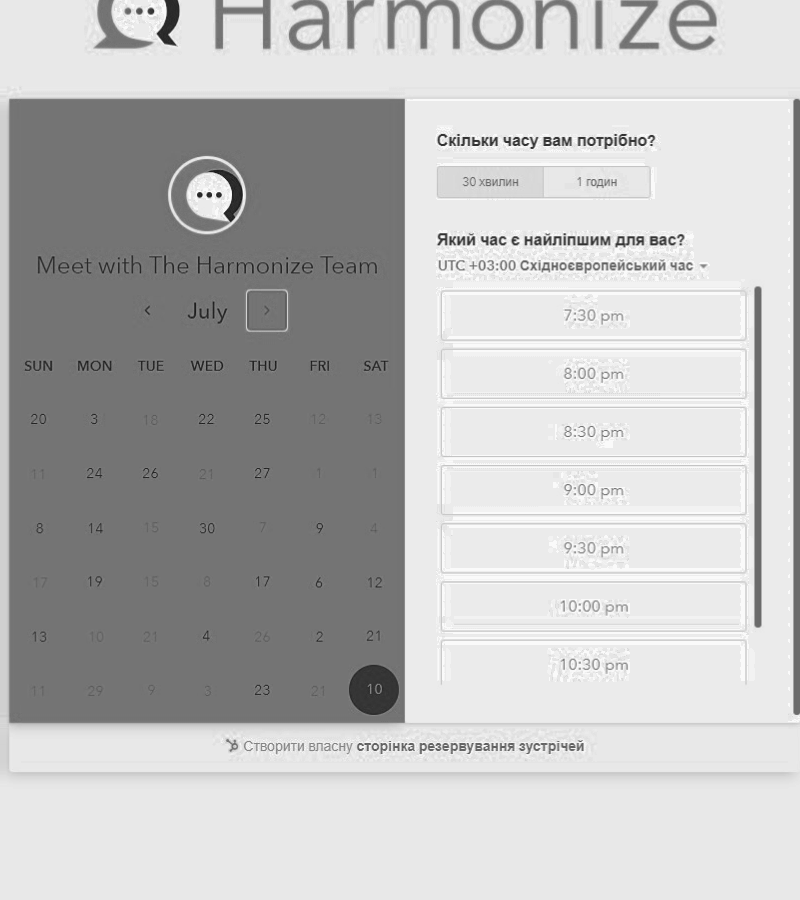 Harmonize
Meet with The Harmonize Team
July
SUN MON TUE WED THU FRI SAT
20 3 18 22 25 12 13
11 24 26 21 27 1 1
8 14 15 30 7 9 4
17 19 15 8 17 6 12
13 10 21 4 26 2 21
11 29 9 3 23 21 10
Скільки часу вам потрібно?
30 хвилин 1 годин
Який час є найліпшим для вас?
UTC +03:00 Східноєвропейський час
7:30 pm
8:00 pm
8:30 pm
9:00 pm
9:30 pm
10:00 pm
10:30 pm
Створити власну сторінка резервування зустрічей